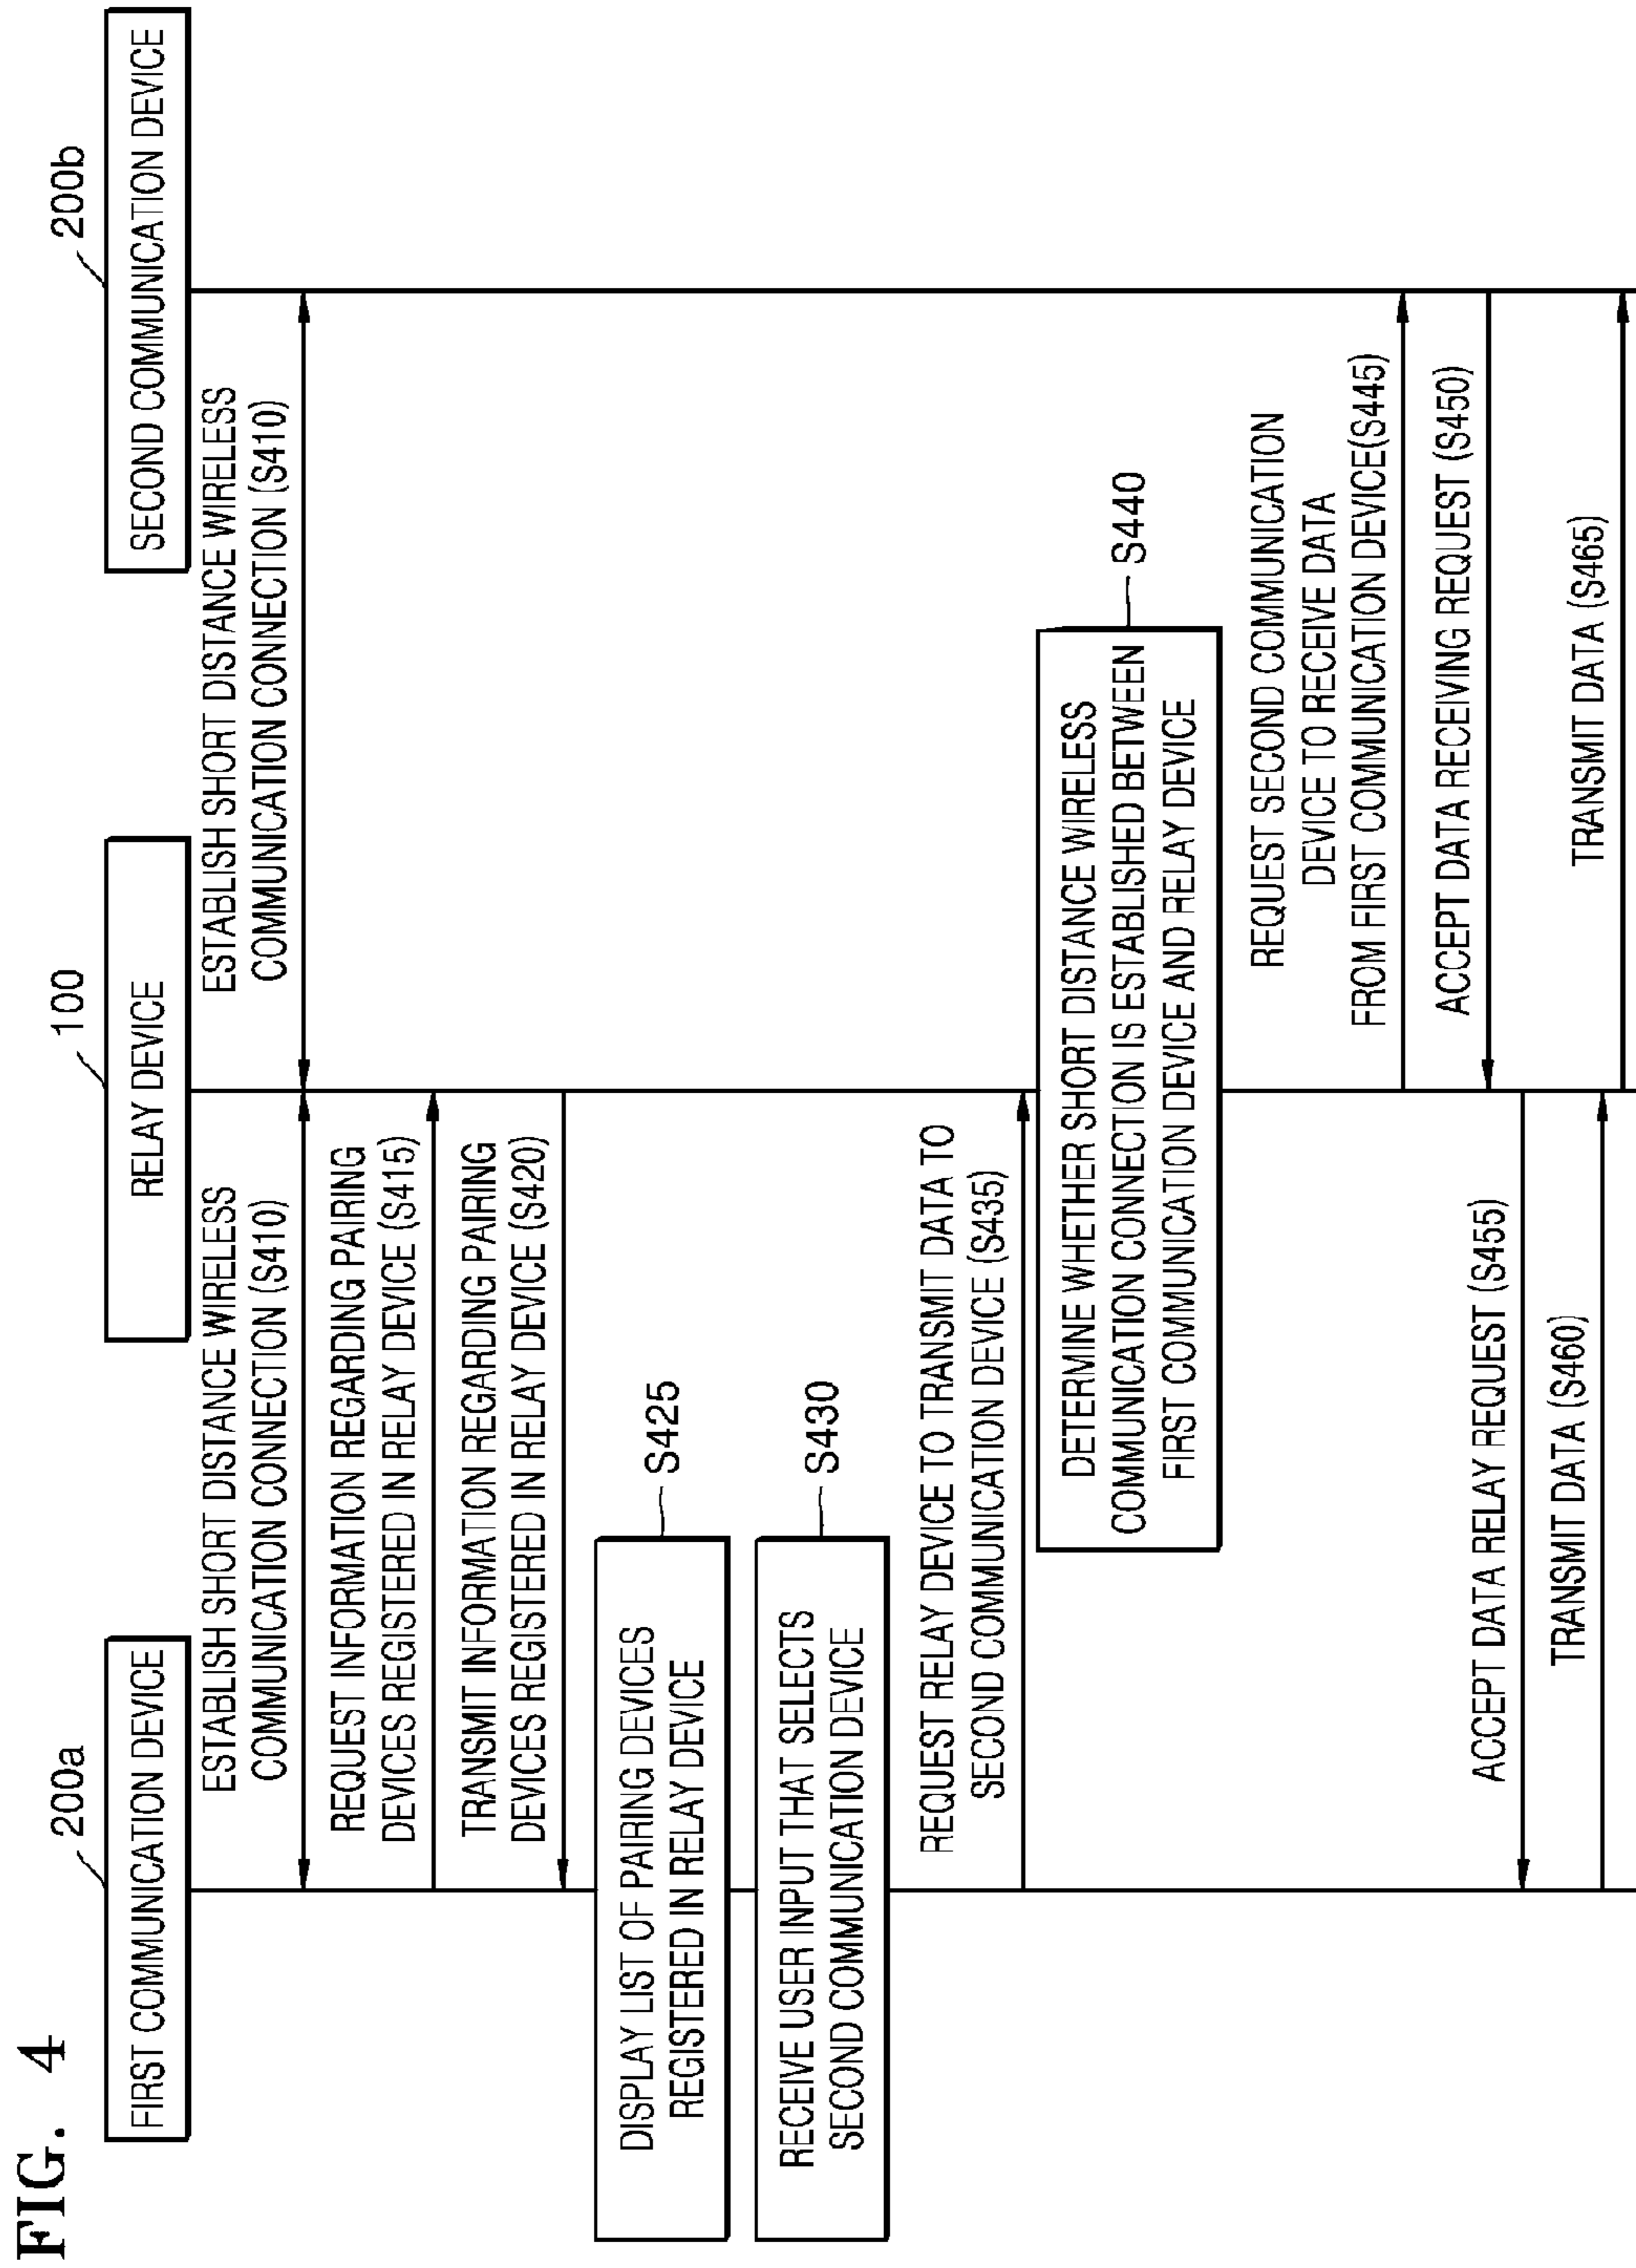 FIG. 4
200a
100
200b
FIRST COMMUNICATION DEVICE
RELAY DEVICE
SECOND COMMUNICATION DEVICE
ESTABLISH SHORT DISTANCE WIRELESS
COMMUNICATION CONNECTION (S410)
ESTABLISH SHORT DISTANCE WIRELESS
COMMUNICATION CONNECTION (S410)
REQUEST INFORMATION REGARDING PAIRING
DEVICES REGISTERED IN RELAY DEVICE (S415)
TRANSMIT INFORMATION REGARDING PAIRING
DEVICES REGISTERED IN RELAY DEVICE (S420)
DISPLAY LIST OF PAIRING DEVICES
REGISTERED IN RELAY DEVICE
S425
RECEIVE USER INPUT THAT SELECTS
SECOND COMMUNICATION DEVICE
S430
REQUEST RELAY DEVICE TO TRANSMIT DATA TO
SECOND COMMUNICATION DEVICE (S435)
DETERMINE WHETHER SHORT DISTANCE WIRELESS
COMMUNICATION CONNECTION IS ESTABLISHED BETWEEN
FIRST COMMUNICATION DEVICE AND RELAY DEVICE
S440
REQUEST SECOND COMMUNICATION
DEVICE TO RECEIVE DATA
FROM FIRST COMMUNICATION DEVICE(S445)
ACCEPT DATA RECEIVING REQUEST (S450)
ACCEPT DATA RELAY REQUEST (S455)
TRANSMIT DATA (S460)
TRANSMIT DATA (S465)